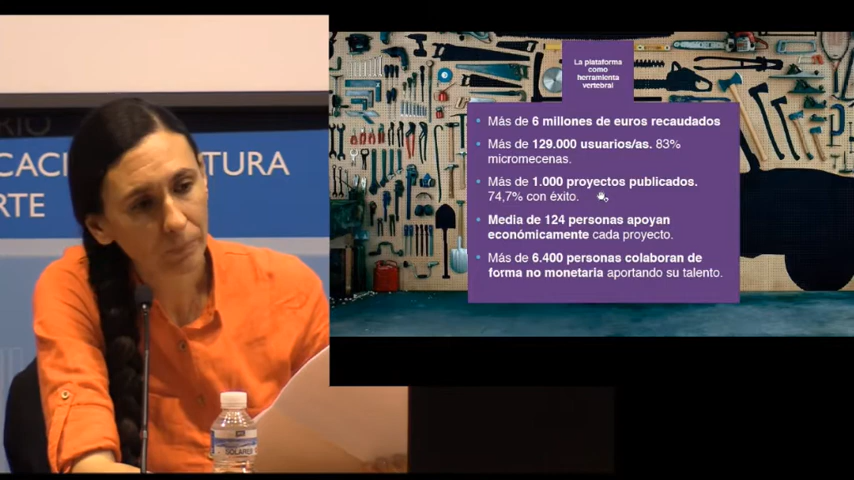 CACI
TURA
RTE
La plataforma
como
herramienta
vertebral
Más de 6 millones de euros recaudados
Más de 129.000 usuarios/as. 83%
micromecenas.
Más de 1.000 proyectos publicados.
74,7% con éxito.
Media de 124 personas apoyan
económicamente cada proyecto.
Más de 6.400 personas colaboran de
forma no monetaria aportando su talento.
SOLARES